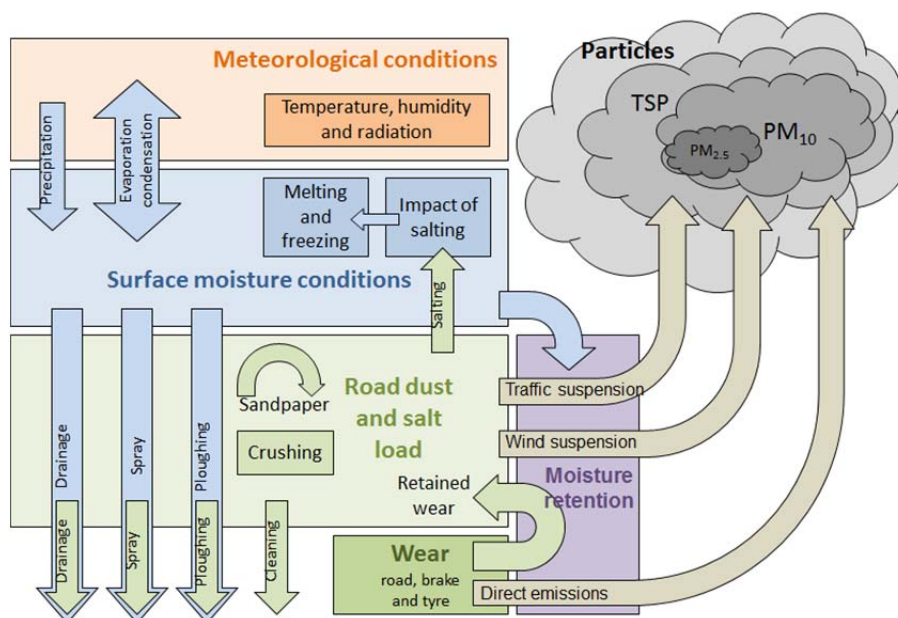 Meteorological conditions
Temperature, humidity
and radiation
Precipitation
Evaporation
condensation
Particles
TSP
PM10
PM2.5
Melting
and
freezing
Impact of
salting
Surface moisture conditions
Salting
Sandpaper
Crushing
Road dust
and salt
load
Retained
wear
Drainage
Spray
Ploughing
Drainage
Spray
Ploughing
Cleaning
Traffic suspension
Wind suspension
Moisture
retention
Wear
road, brake
and tyre
Direct emissions